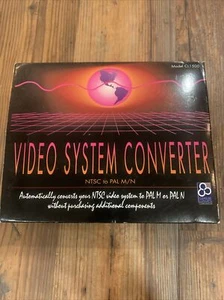 VIDEO SYSTEM CONVERTER
NTSC to PAL M/N
Automatically converts your NTSC video system to PAL M or PAL N
without purchasing additional components